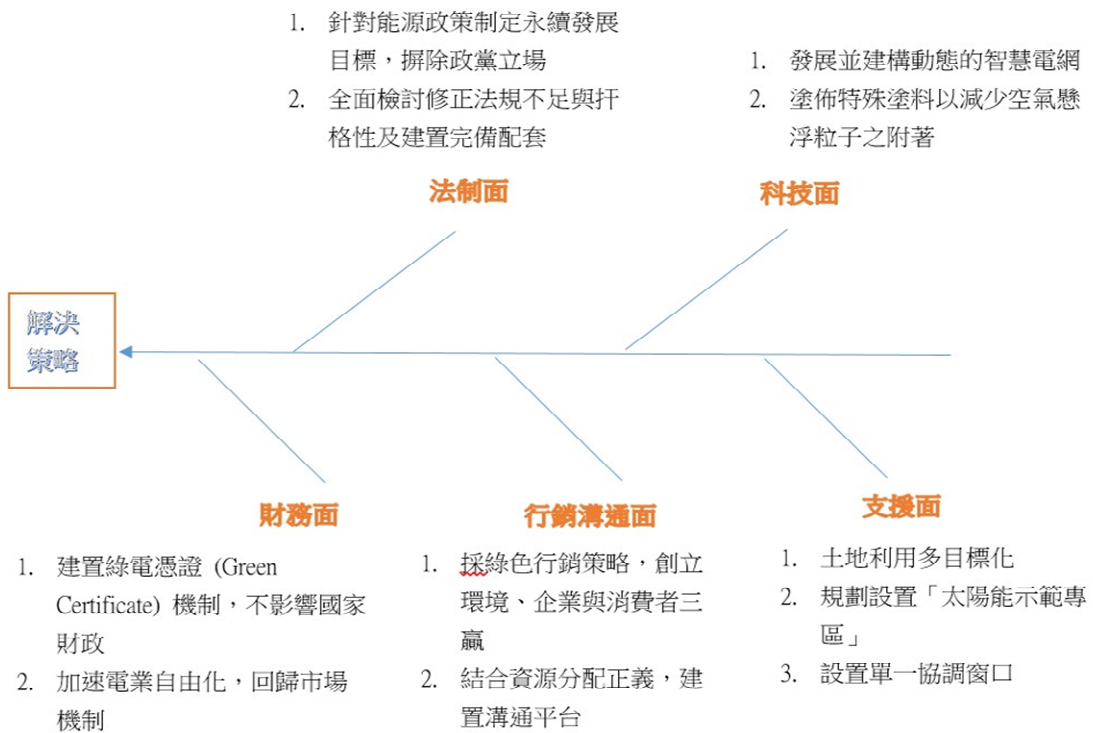 1. 針對能源政策制定永續發展
目標，摒除政黨立場
2. 全面檢討修正法規不足與扞
格性及建置完備配套
法制面
1. 發展並建構動態的智慧電網
2. 塗佈特殊塗料以減少空氣懸
浮粒子之附著
科技面
解決
策略
財務面
1. 建置綠電憑證 (Green
Certificate) 機制，不影響國家
財政
2. 加速電業自由化，回歸市場
機制
行銷溝通面
1. 採綠色行銷策略，創立
環境、企業與消費者三
贏
2. 結合資源分配正義，建
置溝通平台
支援面
1. 土地利用多目標化
2. 規劃設置「太陽能示範專
區」
3. 設置單一協調窗口